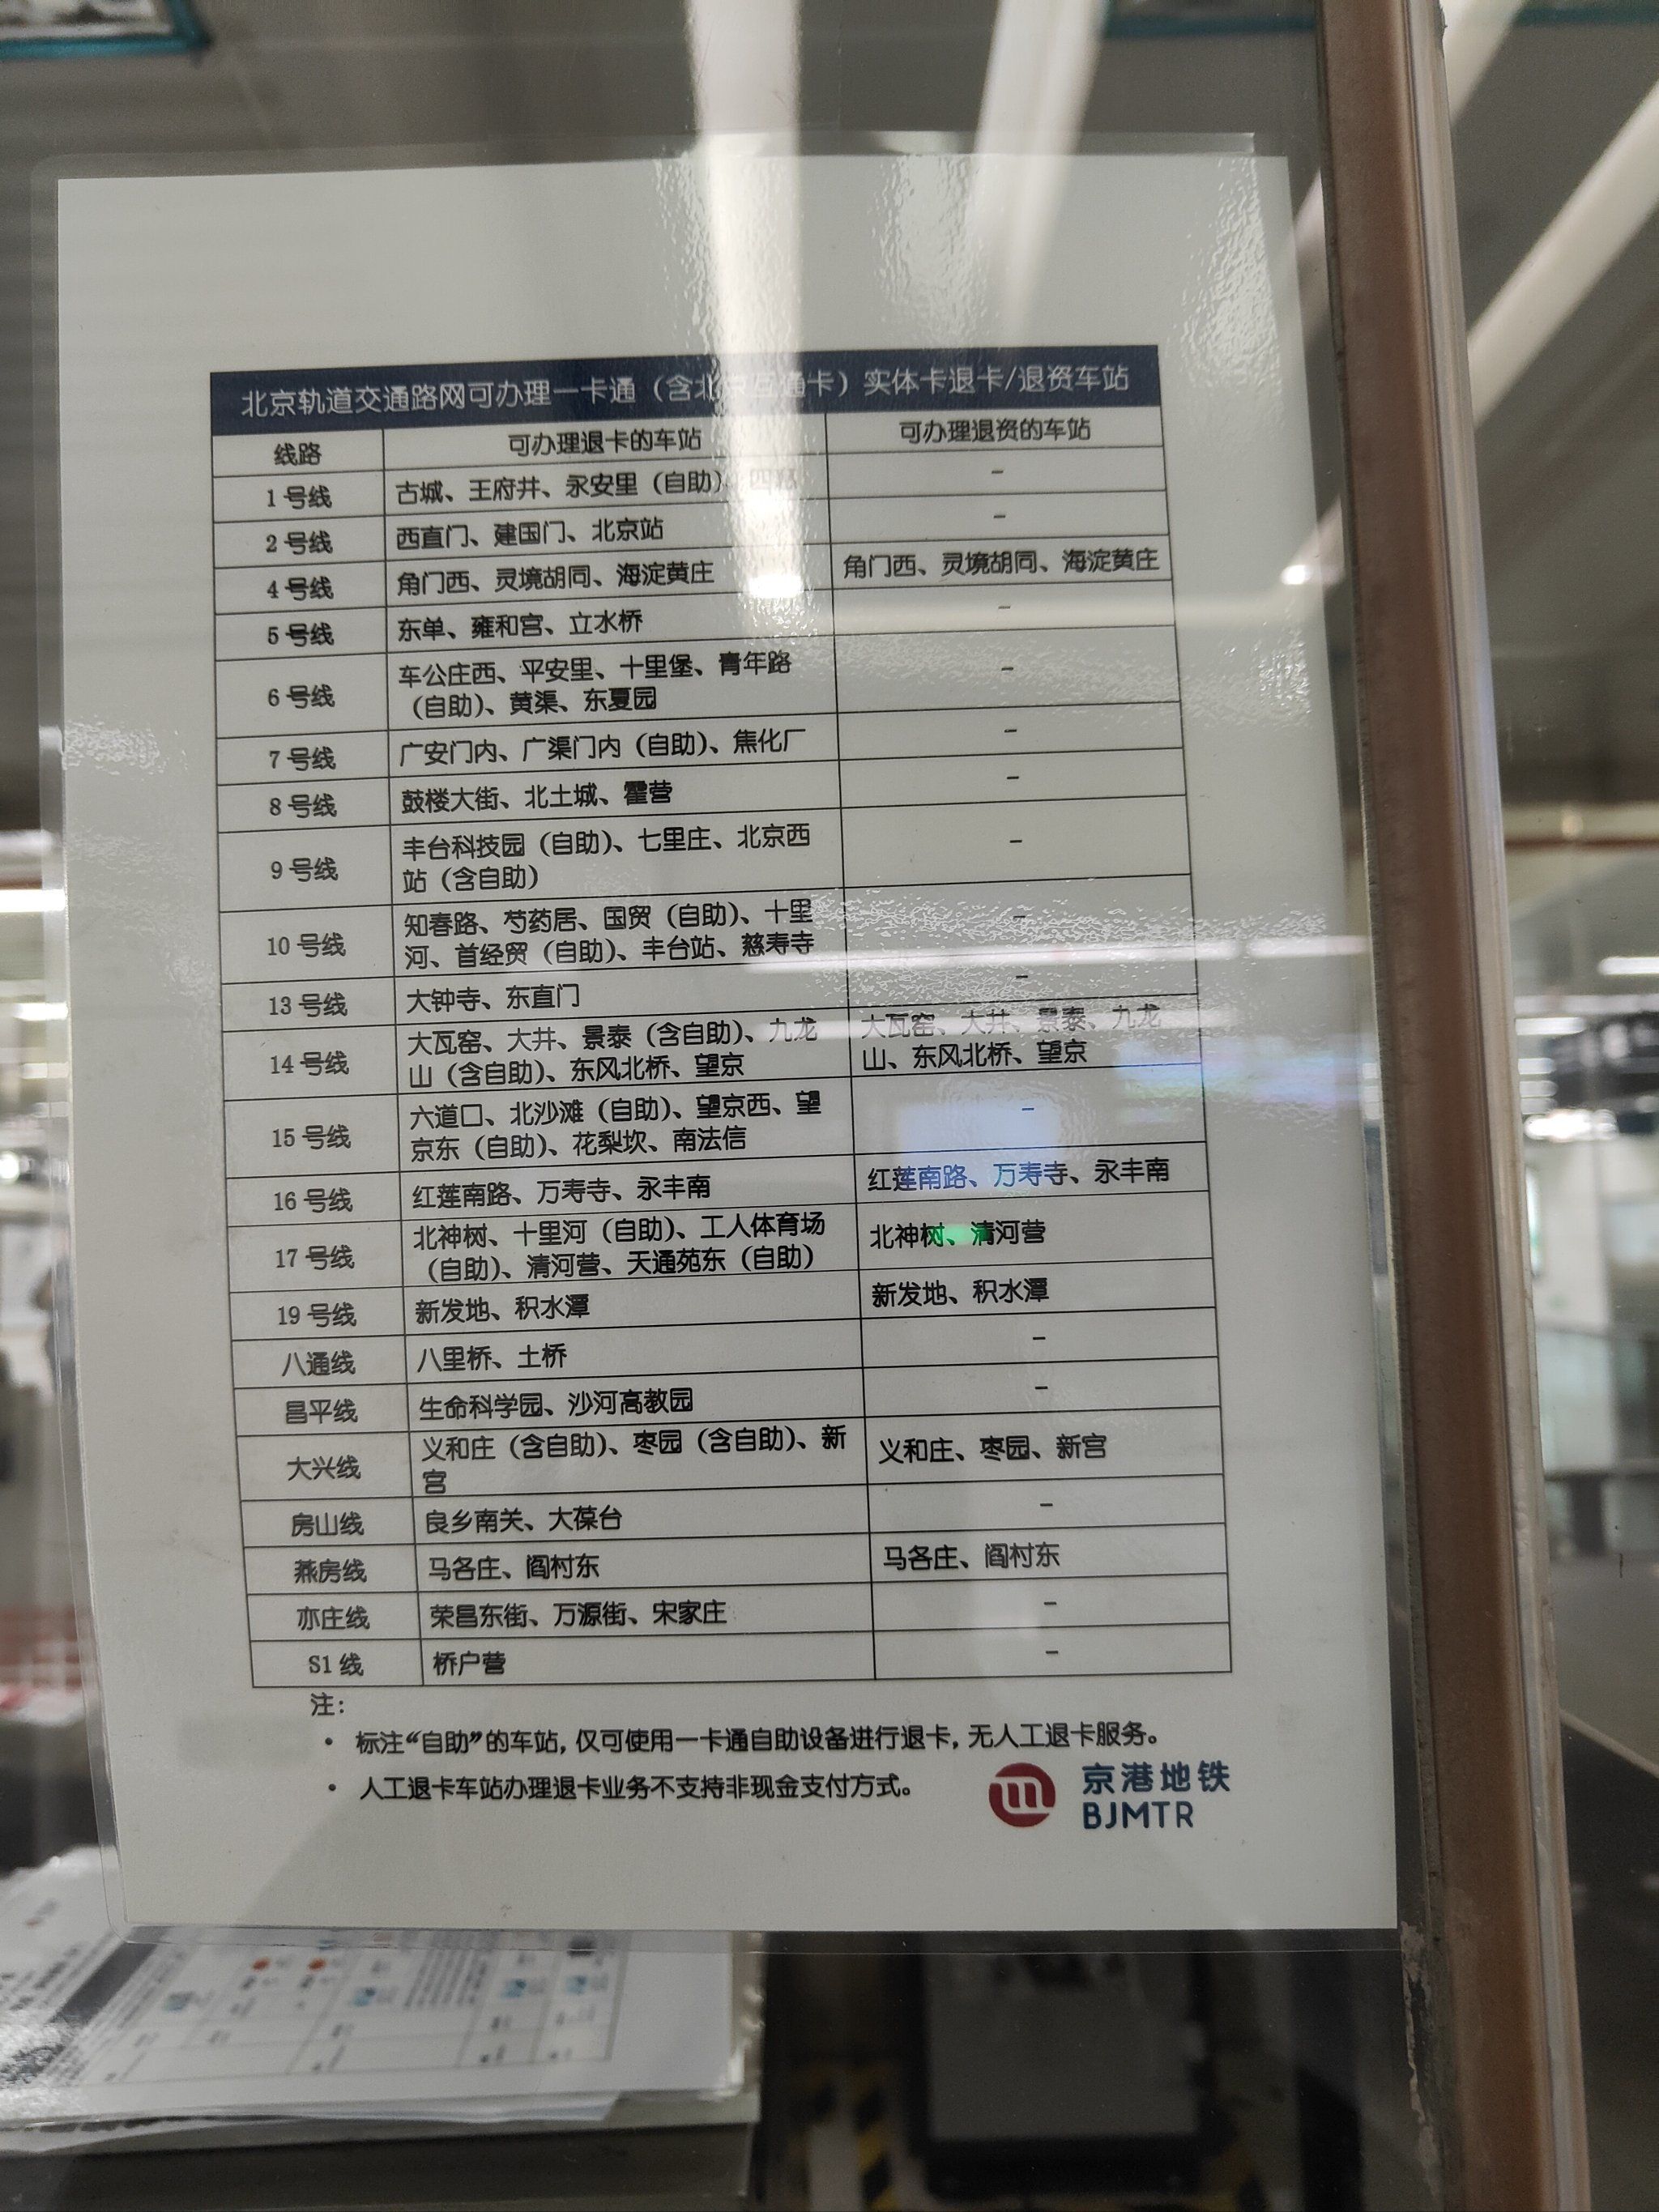 北京轨道交通路网可办理一卡通（含北京互通卡）实体卡退卡/退资车站
线路 可办理退卡的车站 可办理退资的车站
1号线 古城、王府井、永安里（自助）、四惠 -
2号线 西直门、建国门、北京站 -
4号线 角门西、灵境胡同、海淀黄庄 角门西、灵境胡同、海淀黄庄
5号线 东单、雍和宫、立水桥 -
6号线 车公庄西、平安里、十里堡、青年路
（自助）、黄渠、东夏园 -
7号线 广安门内、广渠门内（自助）、焦化厂 -
8号线 鼓楼大街、北土城、霍营 -
9号线 丰台科技园（自助）、七里庄、北京西
站（含自助） -
10号线 知春路、芍药居、国贸（自助）、十里
河、首经贸（自助）、丰台站、慈寿寺 -
13号线 大钟寺、东直门 -
14号线 大瓦窑、大井、景泰（含自助）、九龙 大瓦窑、大井、景泰、九龙
山（含自助）、东风北桥、望京 山、东风北桥、望京
15号线 六道口、北沙滩（自助）、望京西、望
京东（自助）、花梨坎、南法信 -
16号线 红莲南路、万寿寺、永丰南 红莲南路、万寿寺、永丰南
17号线 北神树、十里河（自助）、工人体育场 北神树、清河营
（自助）、清河营、天通苑东（自助）
19号线 新发地、积水潭 新发地、积水潭
八通线 八里桥、土桥 -
昌平线 生命科学园、沙河高教园 -
大兴线 义和庄（含自助）、枣园（含自助）、新 义和庄、枣园、新宫
宫
房山线 良乡南关、大葆台 -
燕房线 马各庄、阎村东 马各庄、阎村东
亦庄线 荣昌东街、万源街、宋家庄 -
S1线 桥户营 -
注：
• 标注“自助”的车站，仅可使用一卡通自助设备进行退卡，无人工退卡服务。
• 人工退卡车站办理退卡业务不支持非现金支付方式。
京港地铁
BJMTR